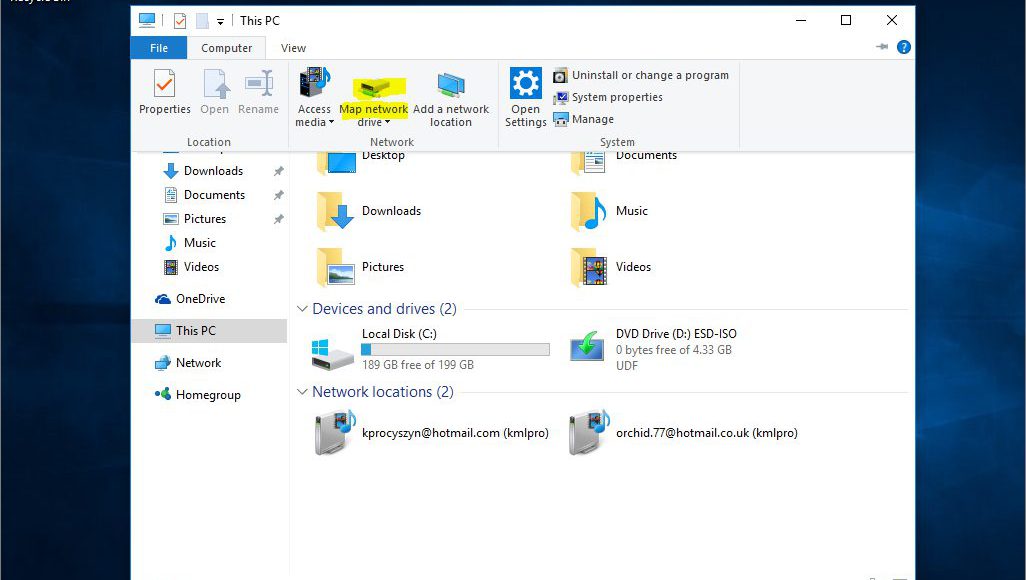 This PC
File Computer View
Properties Open Rename
Location
Access media
Map network drive
Add a network location
Network
Open Settings
Uninstall or change a program
System properties
Manage
System
Downloads
Documents
Pictures
Music
Videos
OneDrive
This PC
Network
Homegroup
Desktop
Documents
Downloads
Music
Pictures
Videos
Devices and drives (2)
Local Disk (C:)
189 GB free of 199 GB
DVD Drive (D:) ESD-ISO
0 bytes free of 4.33 GB
UDF
Network locations (2)
kprocyszyn@hotmail.com (kmlpro)
orchid.77@hotmail.co.uk (kmlpro)